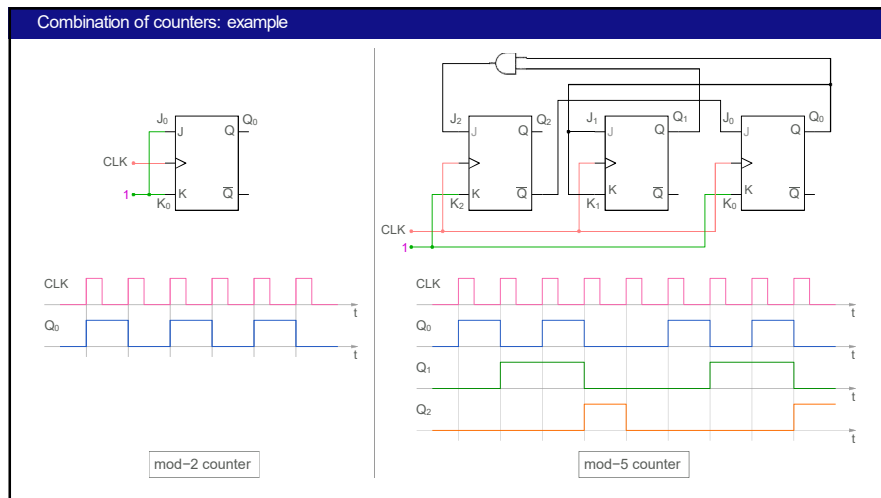 Combination of counters: example
J0 Q0
J Q
CLK
1 K Q
K0
CLK
t
Q0
t
mod−2 counter
J2 Q2 J1 Q1 J0 Q0
J Q J Q J Q
K Q K Q K Q
K2 K1 K0
CLK
1
CLK
t
Q0
t
Q1
t
Q2
t
mod−5 counter